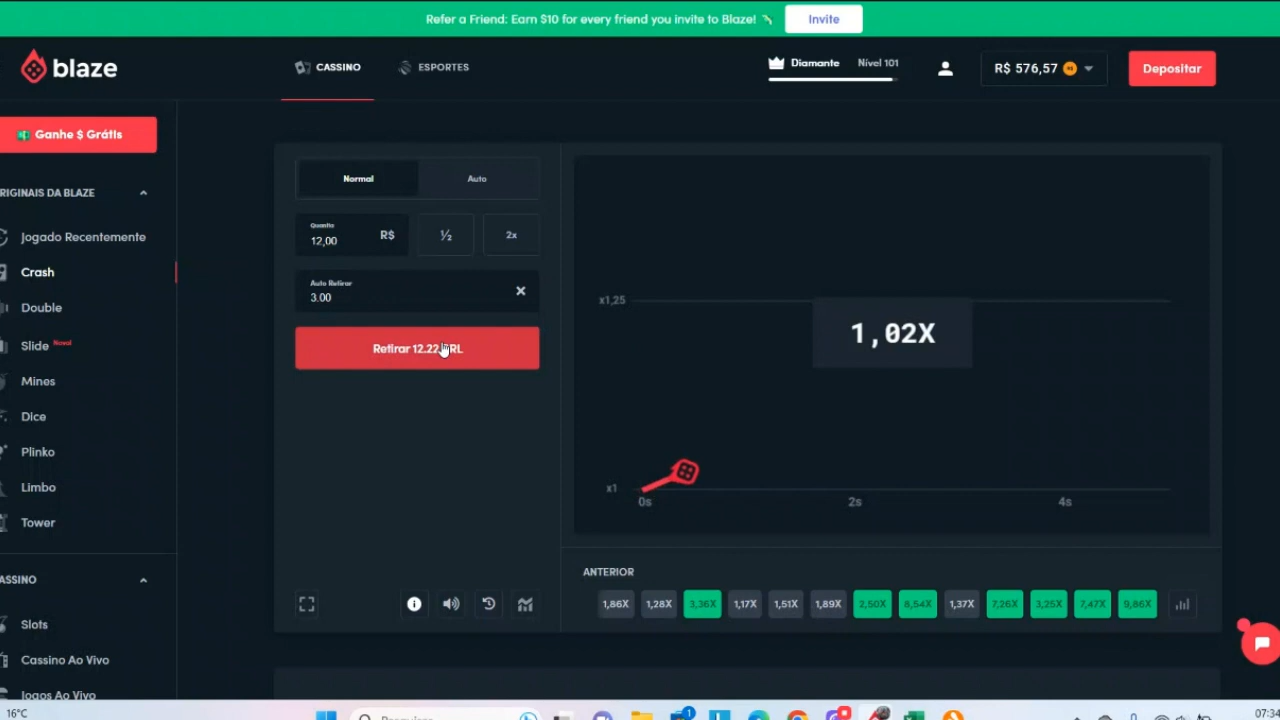 Refer a Friend: Earn $10 for every friend you invite to Blaze! Invite
blaze CASSINO ESPORTES Diamante Nível 101 R$ 576,57 Depositar
Ganhe $ Grátis
RIGINAIS DA BLAZE
Jogado Recentemente
Crash
Double
Slide Novo!
Mines
Dice
Plinko
Limbo
Tower
ASSINO
Slots
Cassino Ao Vivo
Jogos Ao Vivo
Normal Auto
Quantia
12,00 R$ ½ 2x
Auto Retirar
3.00
Retirar 12.22 RL
x1,25
1,02X
x1
0s 2s 4s
ANTERIOR
1,86X 1,28X 3,36X 1,17X 1,51X 1,89X 2,50X 8,54X 1,37X 7,26X 3,25X 7,47X 9,86X
16°C Pesquisa 1 07:34